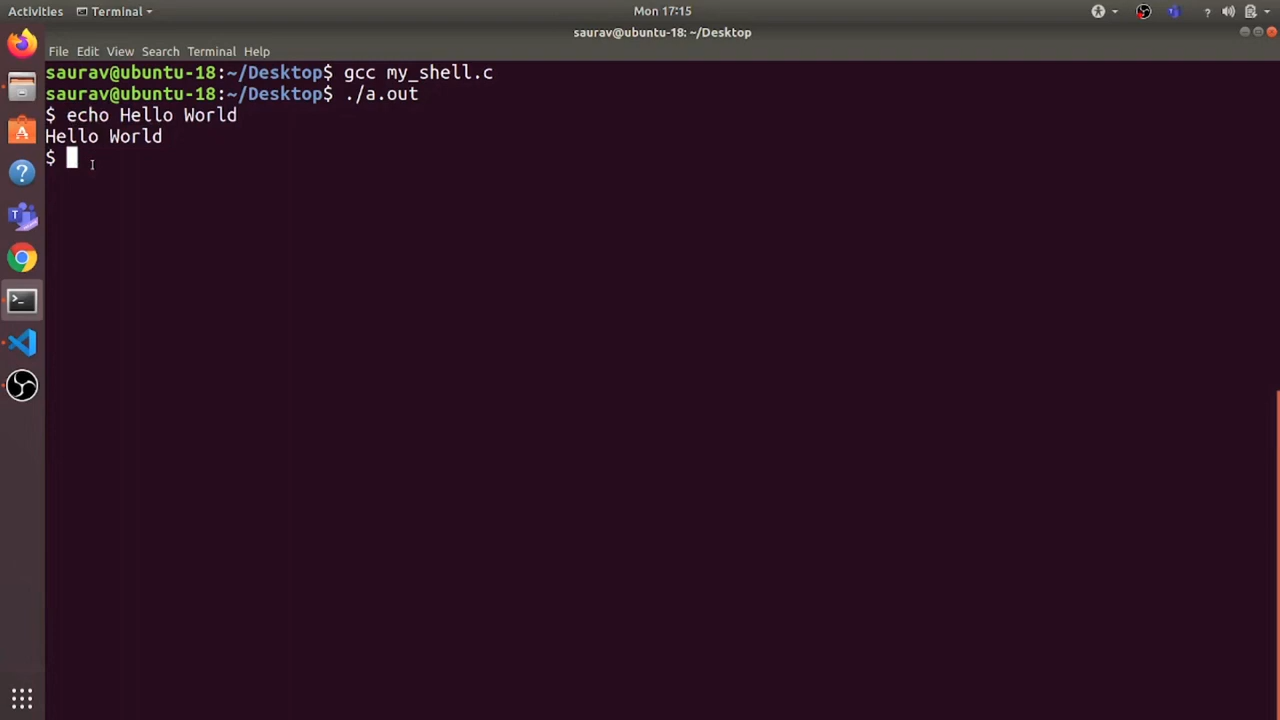 Activities Terminal Mon 17:15
saurav@ubuntu-18: ~/Desktop
File Edit View Search Terminal Help
saurav@ubuntu-18:~/Desktop$ gcc my_shell.c
saurav@ubuntu-18:~/Desktop$ ./a.out
$ echo Hello World
Hello World
$